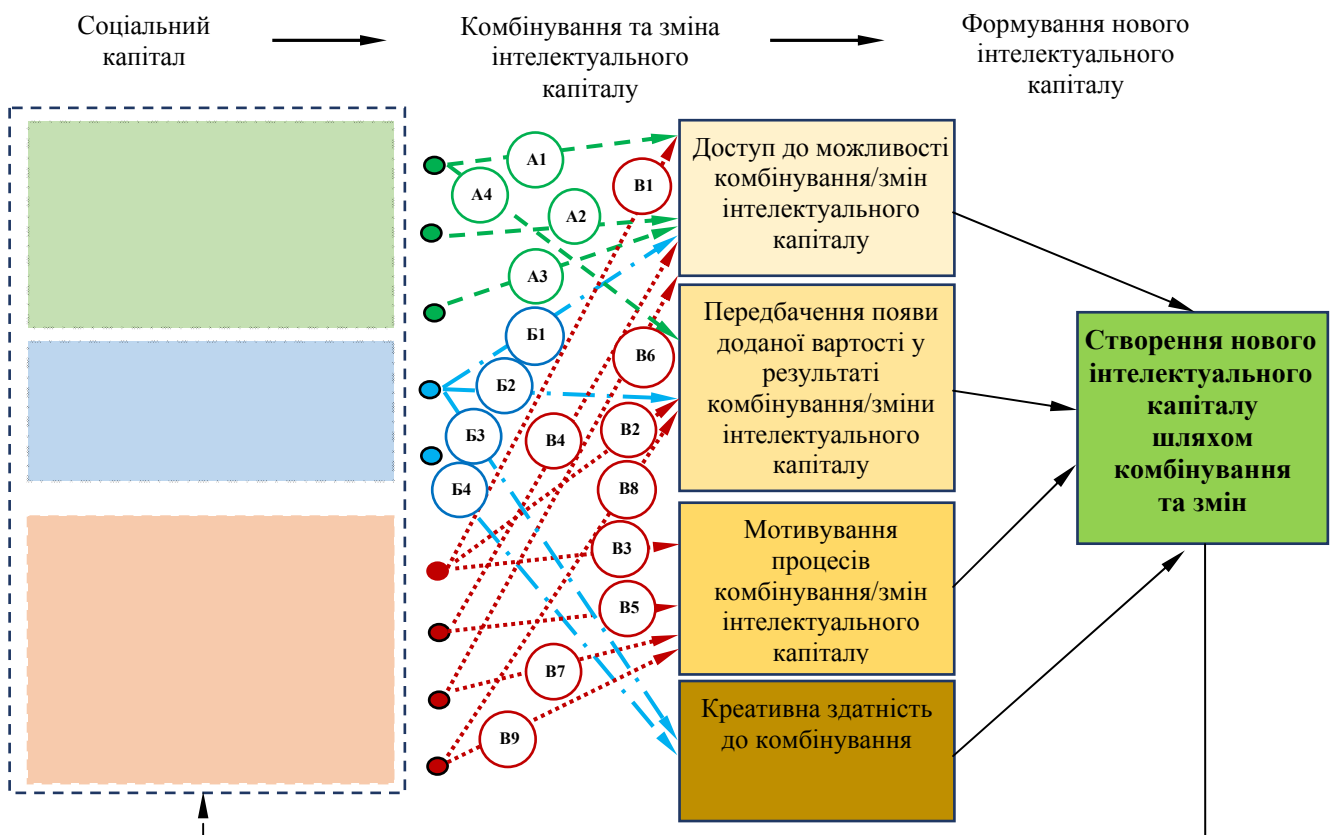 Соціальний
капітал
Комбінування та зміна
інтелектуального
капіталу
Формування нового
інтелектуального
капіталу
А1
А4
А2
А3
Б1
Б2
Б3
Б4
В1
В6
В4
В2
В8
В3
В5
В7
В9
Доступ до можливості
комбінування/змін
інтелектуального
капіталу
Передбачення появи
доданої вартості у
результаті
комбінування/зміни
інтелектуального
капіталу
Мотивування
процесів
комбінування/змін
інтелектуального
капіталу
Креативна здатність
до комбінування
Створення нового
інтелектуального
капіталу
шляхом
комбінування
та змін